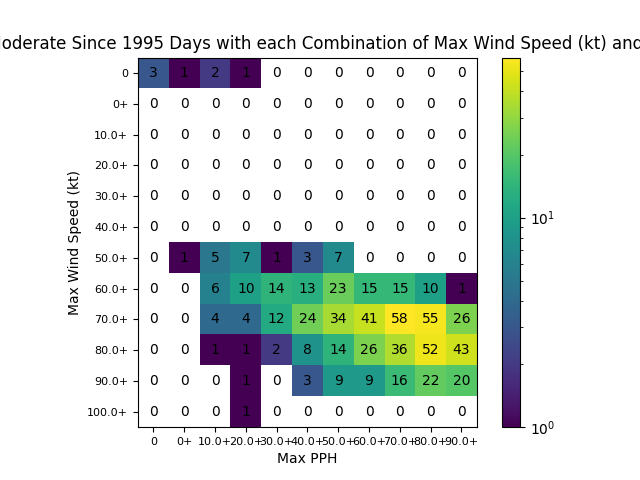 oderate Since 1995 Days with each Combination of Max Wind Speed (kt) and
0 3 1 2 1 0 0 0 0 0 0 0
0+ 0 0 0 0 0 0 0 0 0 0 0
10.0+ 0 0 0 0 0 0 0 0 0 0 0
20.0+ 0 0 0 0 0 0 0 0 0 0 0
30.0+ 0 0 0 0 0 0 0 0 0 0 0
40.0+ 0 0 0 0 0 0 0 0 0 0 0
50.0+ 0 1 5 7 1 3 7 0 0 0 0
60.0+ 0 0 6 10 14 13 23 15 15 10 1
70.0+ 0 0 4 4 12 24 34 41 58 55 26
80.0+ 0 0 1 1 2 8 14 26 36 52 43
90.0+ 0 0 0 1 0 3 9 9 16 22 20
100.0+ 0 0 0 1 0 0 0 0 0 0 0
0 0+ 10.0+ 20.0+ 30.0+ 40.0+ 50.0+ 60.0+ 70.0+ 80.0+ 90.0+
Max PPH
Max Wind Speed (kt)
10¹
10⁰